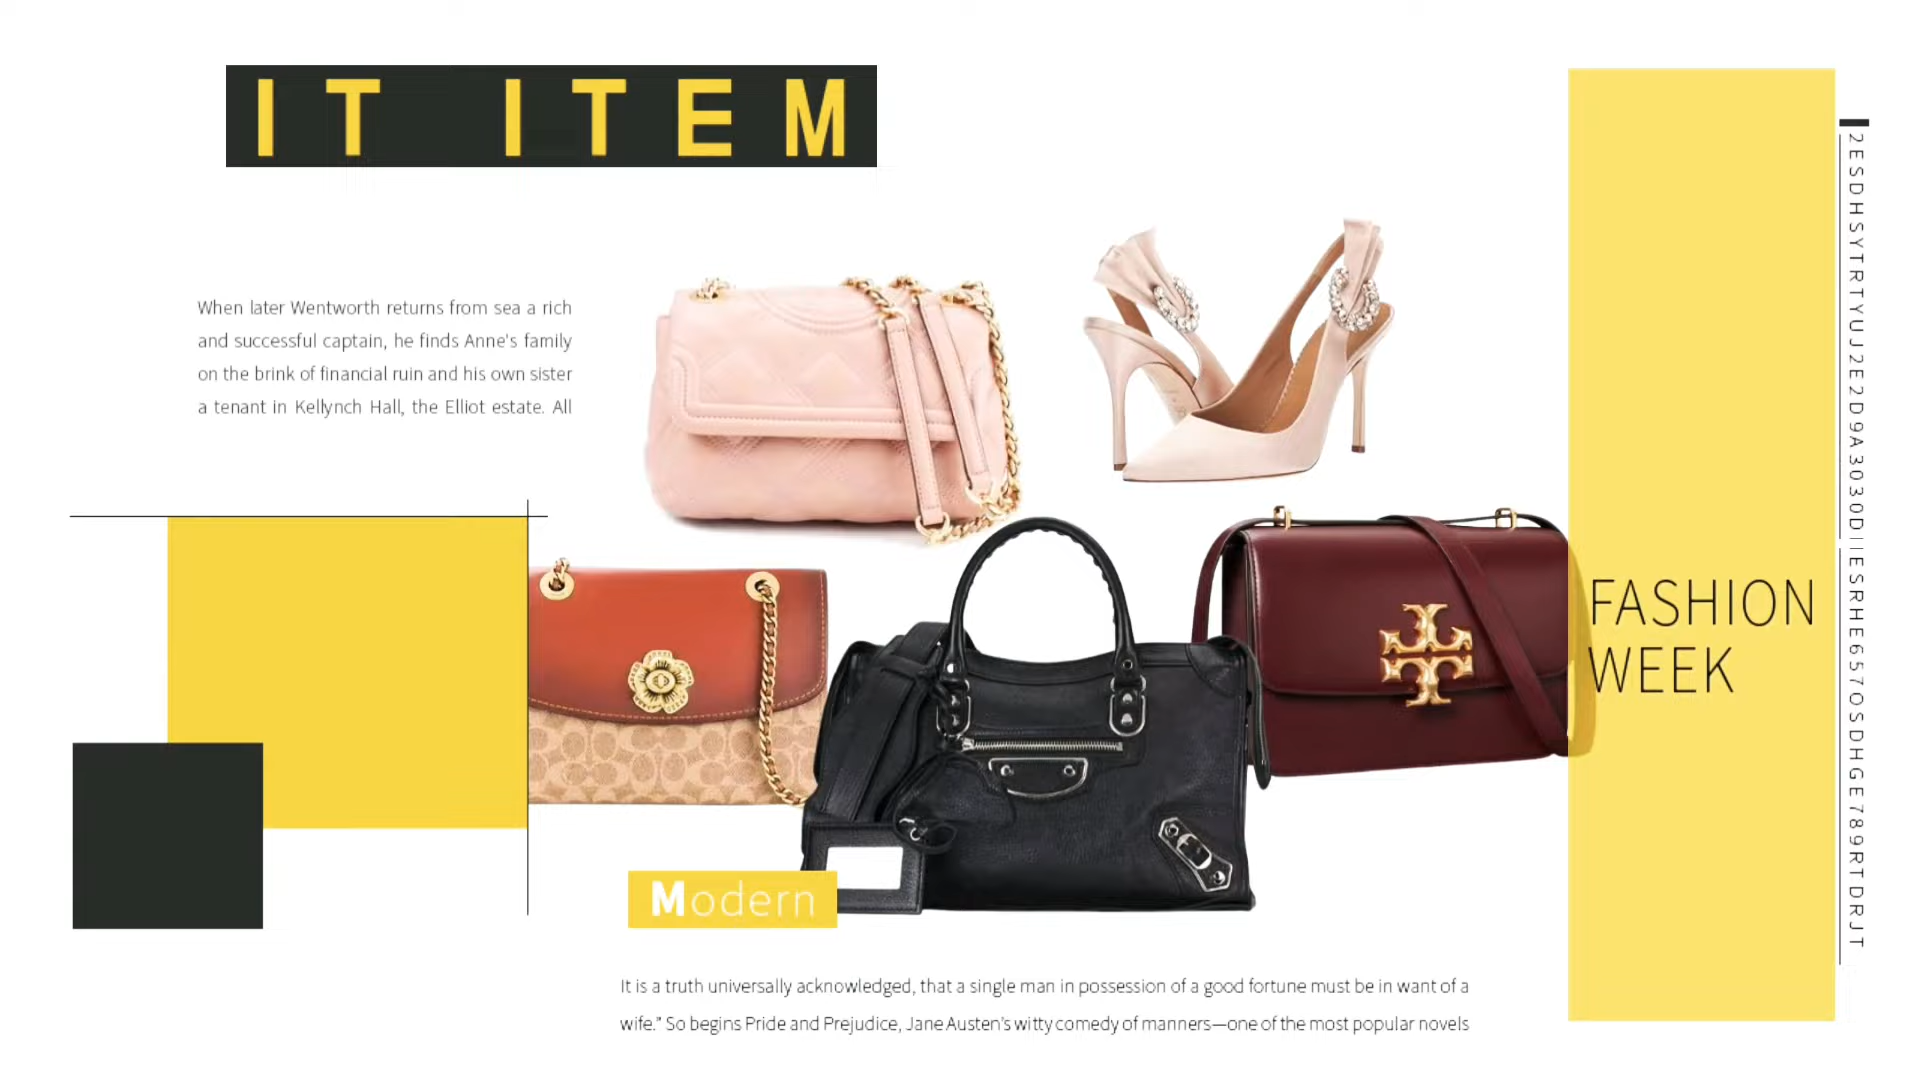 IT ITEM
When later Wentworth returns from sea a rich
and successful captain, he finds Anne's family
on the brink of financial ruin and his own sister
a tenant in Kellynch Hall, the Elliot estate. All
FASHION
WEEK
Modern
It is a truth universally acknowledged, that a single man in possession of a good fortune must be in want of a
wife.” So begins Pride and Prejudice, Jane Austen’s witty comedy of manners—one of the most popular novels